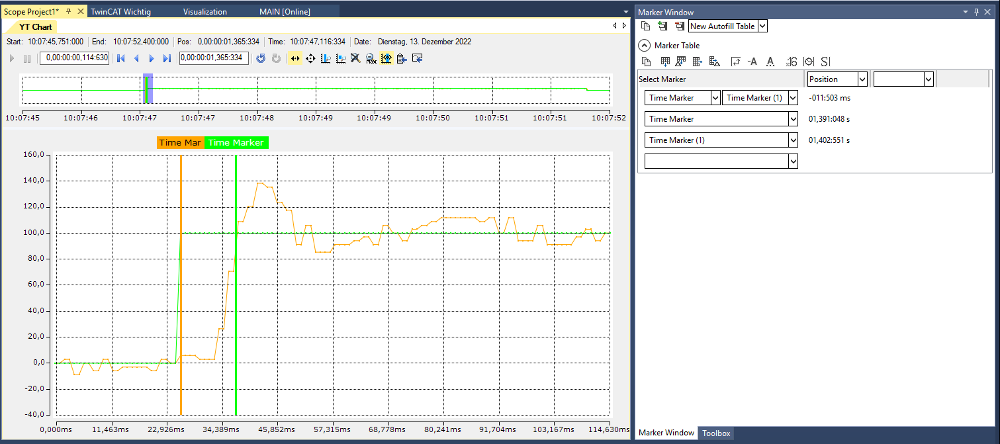 Scope Project1*
TwinCAT Wichtig
Visualization
MAIN [Online]
YT Chart
Start: 10:07:45,751:000 End: 10:07:52,400:000 Pos: 0,00:00:01,365:334 Time: 10:07:47,116:334 Date: Dienstag, 13. Dezember 2022
0,00:00:00,114:630
0,00:00:01,365:334
Max
10:07:45 10:07:46 10:07:47 10:07:47 10:07:48 10:07:49 10:07:49 10:07:50 10:07:51 10:07:51 10:07:52
Time Mar
Time Marker
160,0
140,0
120,0
100,0
80,0
60,0
40,0
20,0
0,0
-20,0
-40,0
0,000ms 11,463ms 22,926ms 34,389ms 45,852ms 57,315ms 68,778ms 80,241ms 91,704ms 103,167ms 114,630ms
Marker Window
New Autofill Table
Marker Table
Select Marker
Position
Time Marker Time Marker (1) -011:503 ms
Time Marker 01,391:048 s
Time Marker (1) 01,402:551 s
Marker Window Toolbox